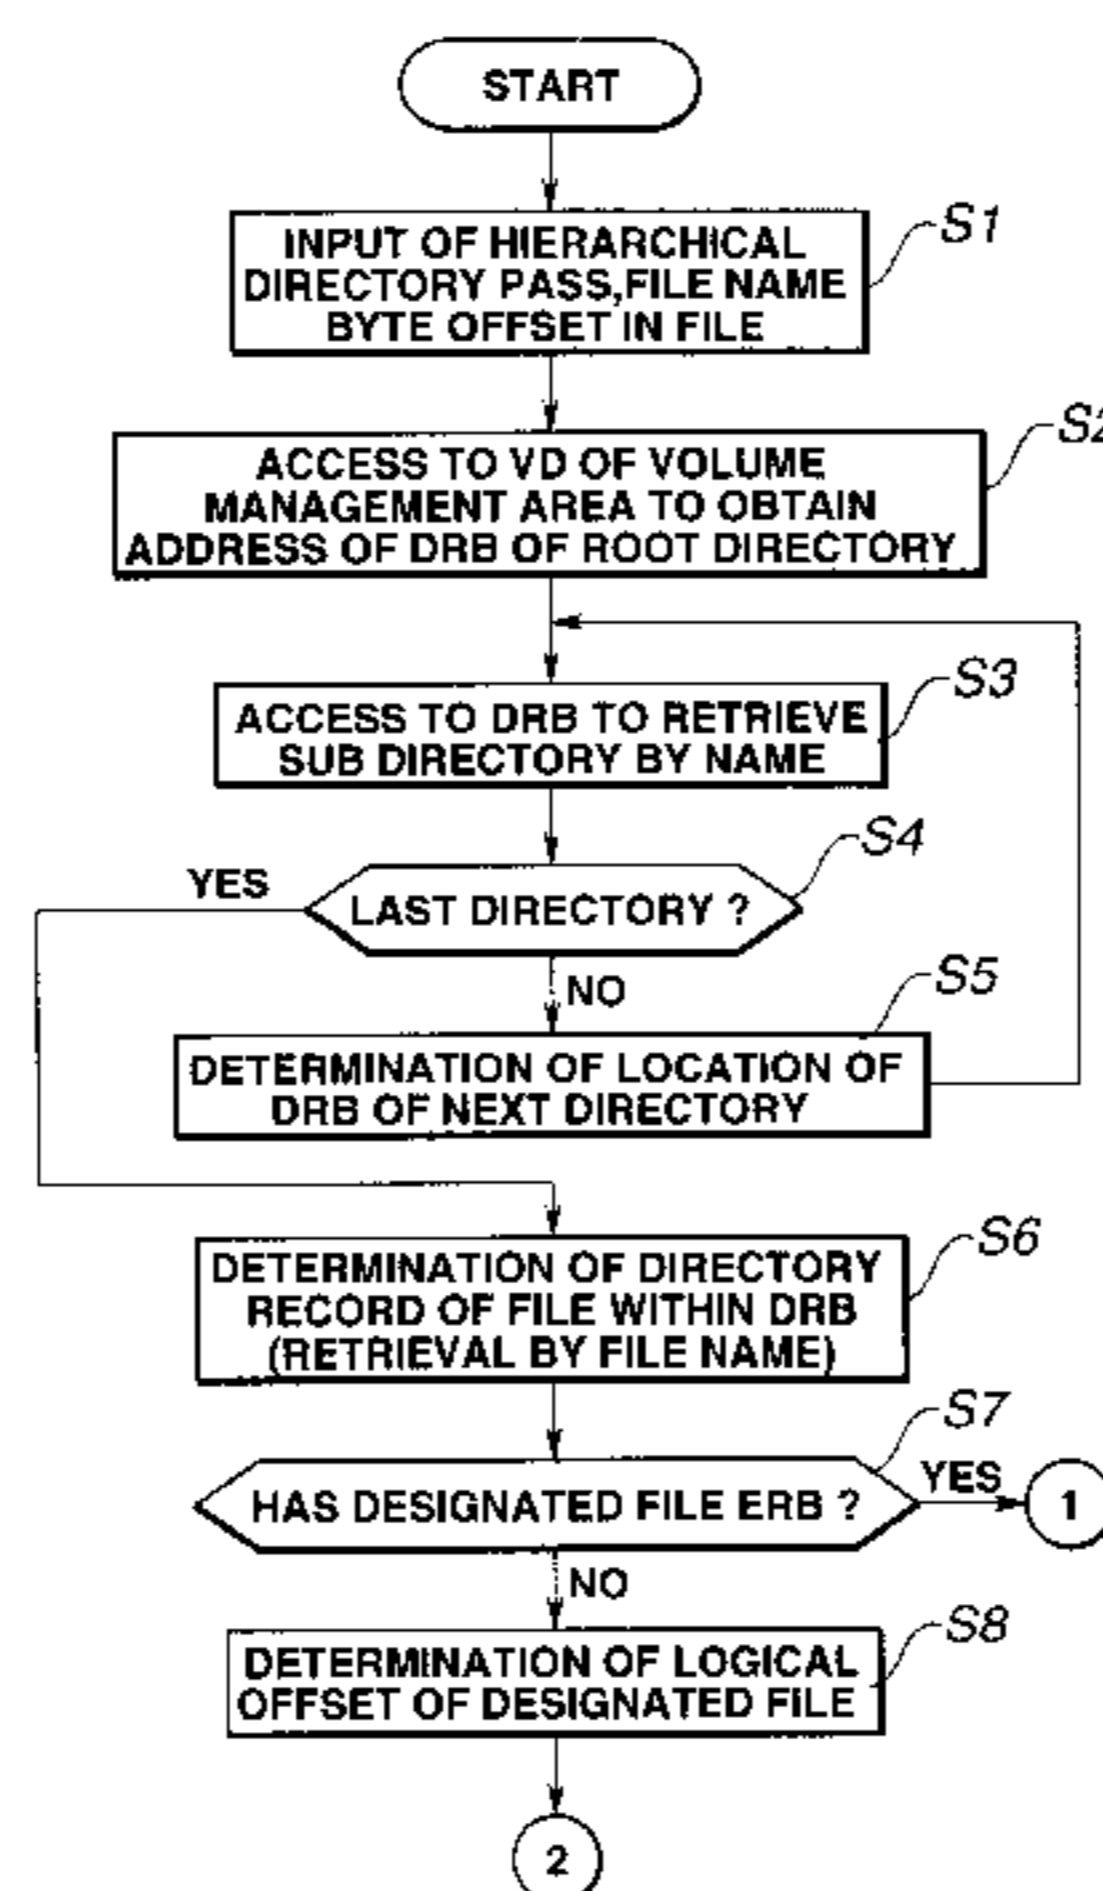 START
S1
INPUT OF HIERARCHICAL
DIRECTORY PASS,FILE NAME
BYTE OFFSET IN FILE
S2
ACCESS TO VD OF VOLUME
MANAGEMENT AREA TO OBTAIN
ADDRESS OF DRB OF ROOT DIRECTORY
S3
ACCESS TO DRB TO RETRIEVE
SUB DIRECTORY BY NAME
S4
YES
LAST DIRECTORY ?
NO
S5
DETERMINATION OF LOCATION OF
DRB OF NEXT DIRECTORY
S6
DETERMINATION OF DIRECTORY
RECORD OF FILE WITHIN DRB
(RETRIEVAL BY FILE NAME)
S7
HAS DESIGNATED FILE ERB ?
YES
1
NO
S8
DETERMINATION OF LOGICAL
OFFSET OF DESIGNATED FILE
2